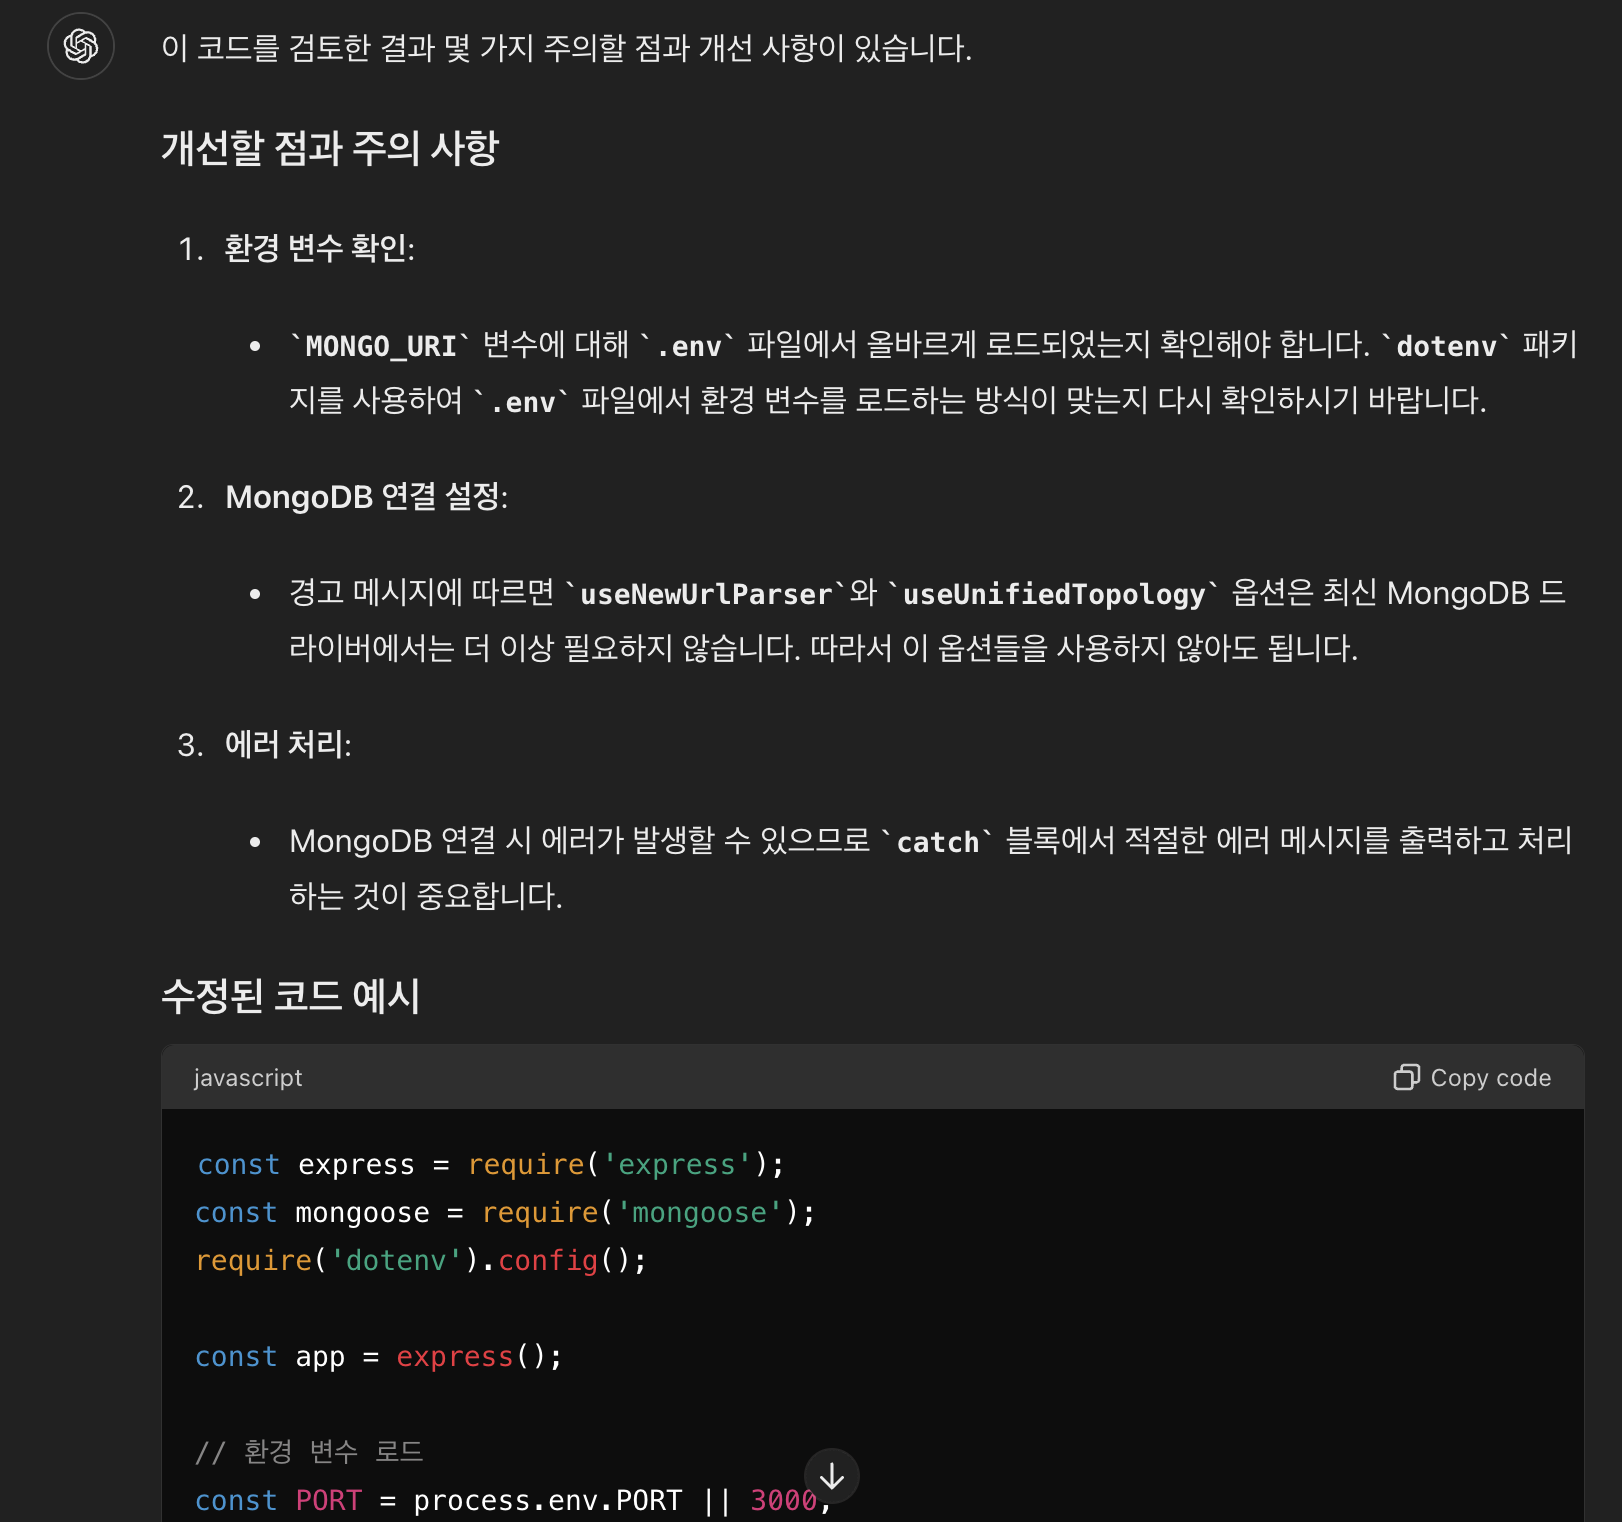 이 코드를 검토한 결과 몇 가지 주의할 점과 개선 사항이 있습니다.
개선할 점과 주의 사항
1. 환경 변수 확인:
• `MONGO_URI` 변수에 대해 `.env` 파일에서 올바르게 로드되었는지 확인해야 합니다. `dotenv` 패키
지를 사용하여 `.env` 파일에서 환경 변수를 로드하는 방식이 맞는지 다시 확인하시기 바랍니다.
2. MongoDB 연결 설정:
• 경고 메시지에 따르면 `useNewUrlParser`와 `useUnifiedTopology` 옵션은 최신 MongoDB 드
라이버에서는 더 이상 필요하지 않습니다. 따라서 이 옵션들을 사용하지 않아도 됩니다.
3. 에러 처리:
• MongoDB 연결 시 에러가 발생할 수 있으므로 `catch` 블록에서 적절한 에러 메시지를 출력하고 처리
하는 것이 중요합니다.
수정된 코드 예시
javascript
Copy code
const express = require('express');
const mongoose = require('mongoose');
require('dotenv').config();
const app = express();
// 환경 변수 로드
const PORT = process.env.PORT || 3000;